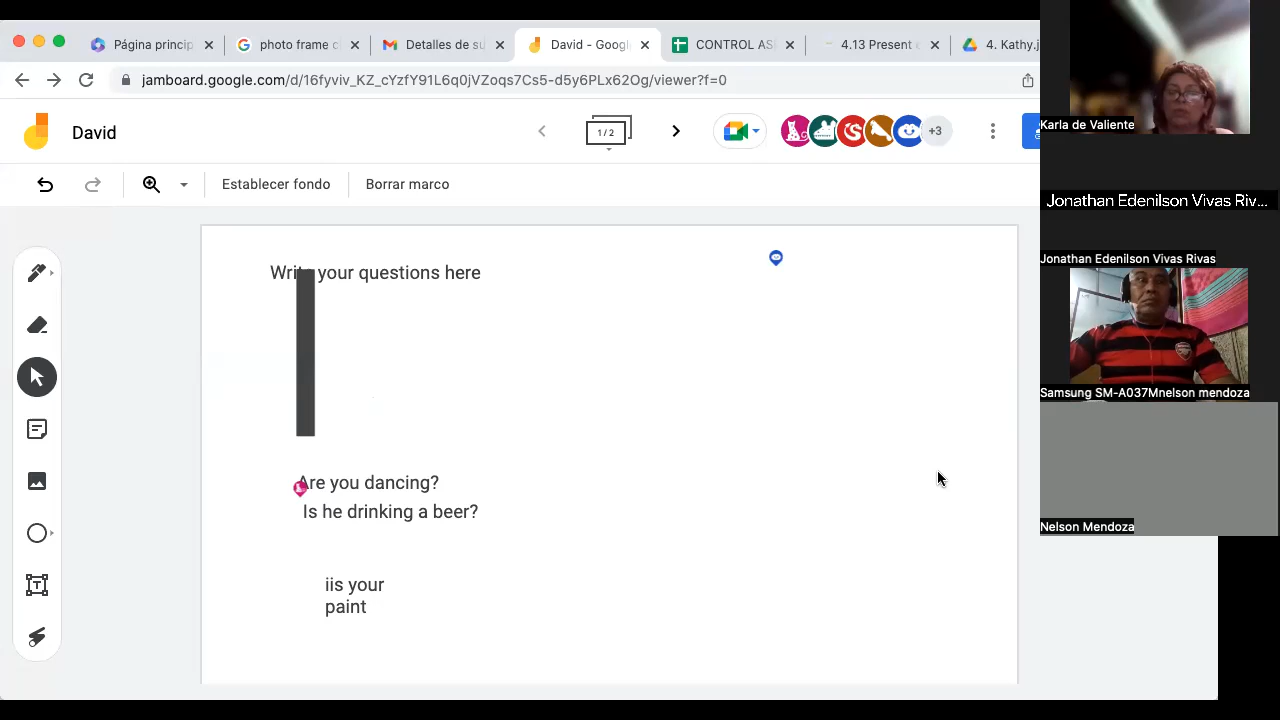 Página princip
photo frame c
Detalles de su
David - Goog
CONTROL AS
4.13 Present
4. Kathy.j
jamboard.google.com/d/16fyviv_KZ_cYzfY91L6q0jVZoqs7Cs5-d5y6PLx62Og/viewer?f=0
David
1/2
+3
Establecer fondo
Borrar marco
Write your questions here
Are you dancing?
Is he drinking a beer?
iis your
paint
Karla de Valiente
Jonathan Edenilson Vivas Riv...
Jonathan Edenilson Vivas Rivas
Samsung SM-A037Mnelson mendoza
Nelson Mendoza